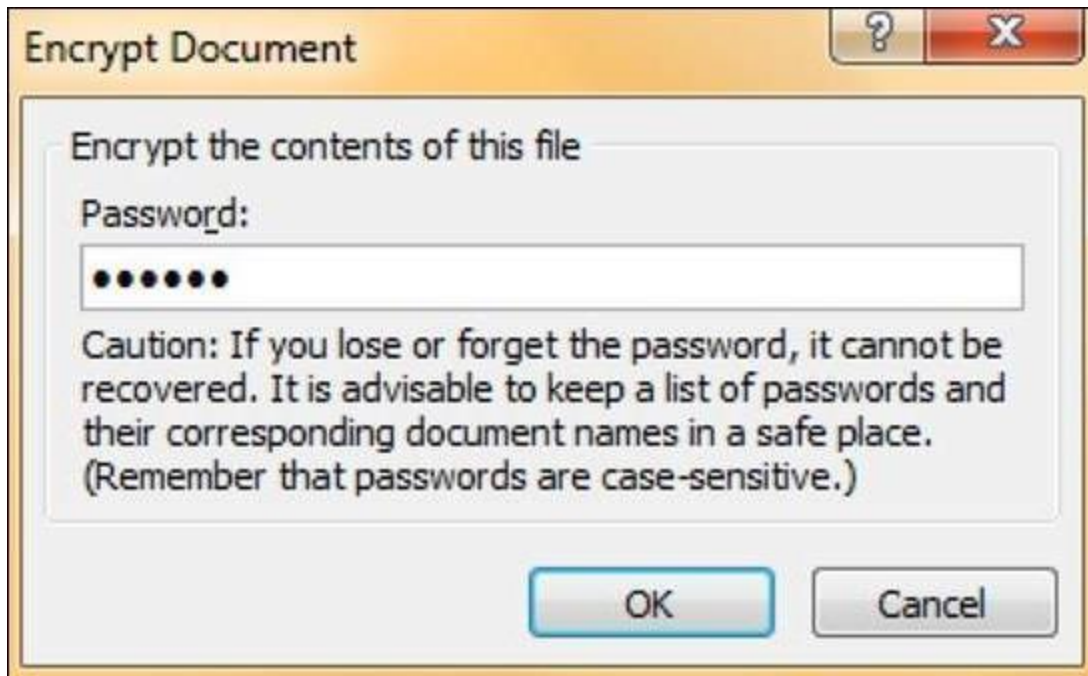 Encrypt Document
Encrypt the contents of this file
Password:
••••••
Caution: If you lose or forget the password, it cannot be
recovered. It is advisable to keep a list of passwords and
their corresponding document names in a safe place.
(Remember that passwords are case-sensitive.)
OK Cancel